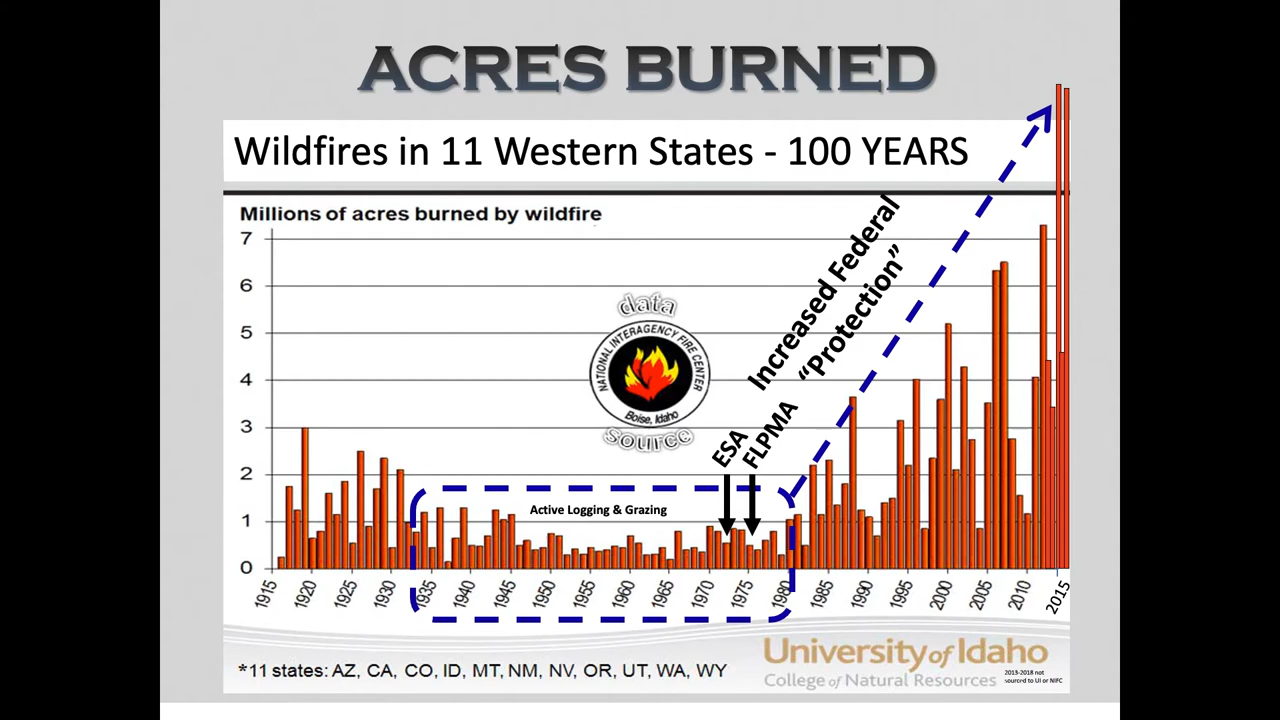 ACRES BURNED
Wildfires in 11 Western States - 100 YEARS
Millions of acres burned by wildfire
7
6
5
4
3
2
1
0
data
NATIONAL INTERAGENCY FIRE CENTER
Boise, Idaho
source
Active Logging & Grazing
ESA
FLPMA
Increased Federal
“Protection”
1915
1920
1925
1930
1935
1940
1945
1950
1955
1960
1965
1970
1975
1980
1985
1990
1995
2000
2005
2010
2015
*11 states: AZ, CA, CO, ID, MT, NM, NV, OR, UT, WA, WY
University of Idaho
College of Natural Resources
2013-2018 not
sourced to UI or NIFC